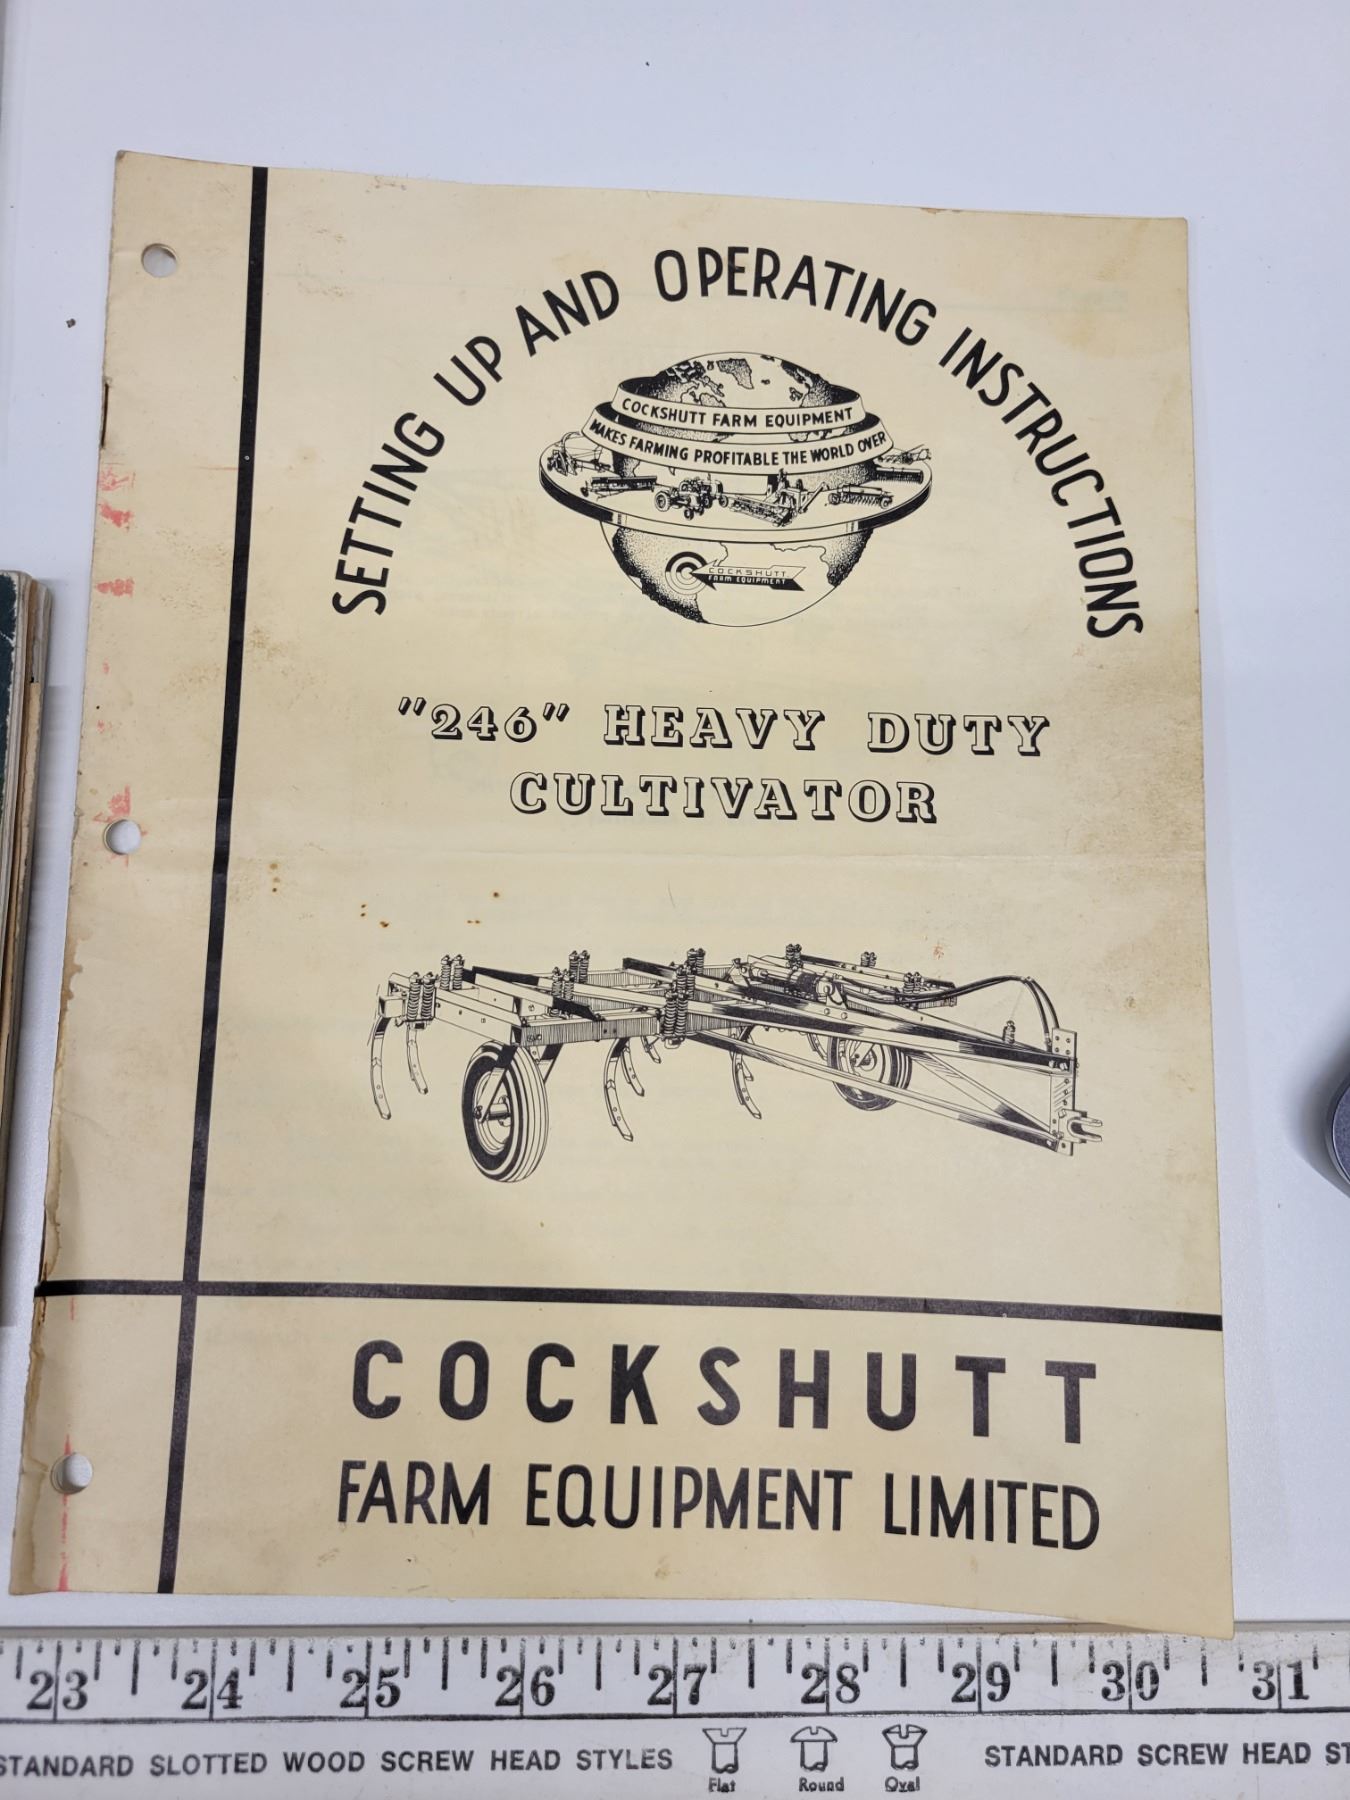 SETTING UP AND OPERATING INSTRUCTIONS
COCKSHUTT FARM EQUIPMENT
MAKES FARMING PROFITABLE THE WORLD OVER
COCKSHUTT
FARM EQUIPMENT
"246" HEAVY DUTY
CULTIVATOR
COCKSHUTT
FARM EQUIPMENT LIMITED
23 24 25 26 27 28 29 30 31
STANDARD SLOTTED WOOD SCREW HEAD STYLES
Flat Round Oval
STANDARD SCREW HEAD ST